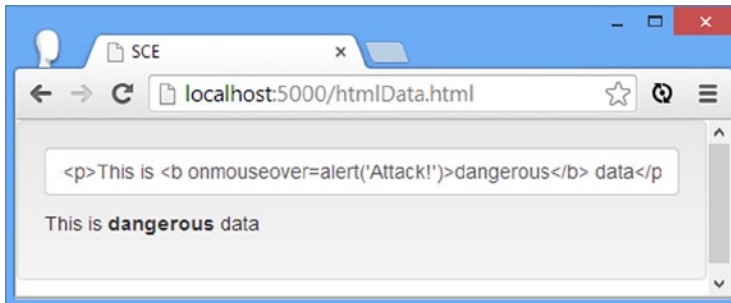 SCE
localhost:5000/htmlData.html
<p>This is <b onmouseover=alert('Attack!')>dangerous</b> data</p
This is dangerous data